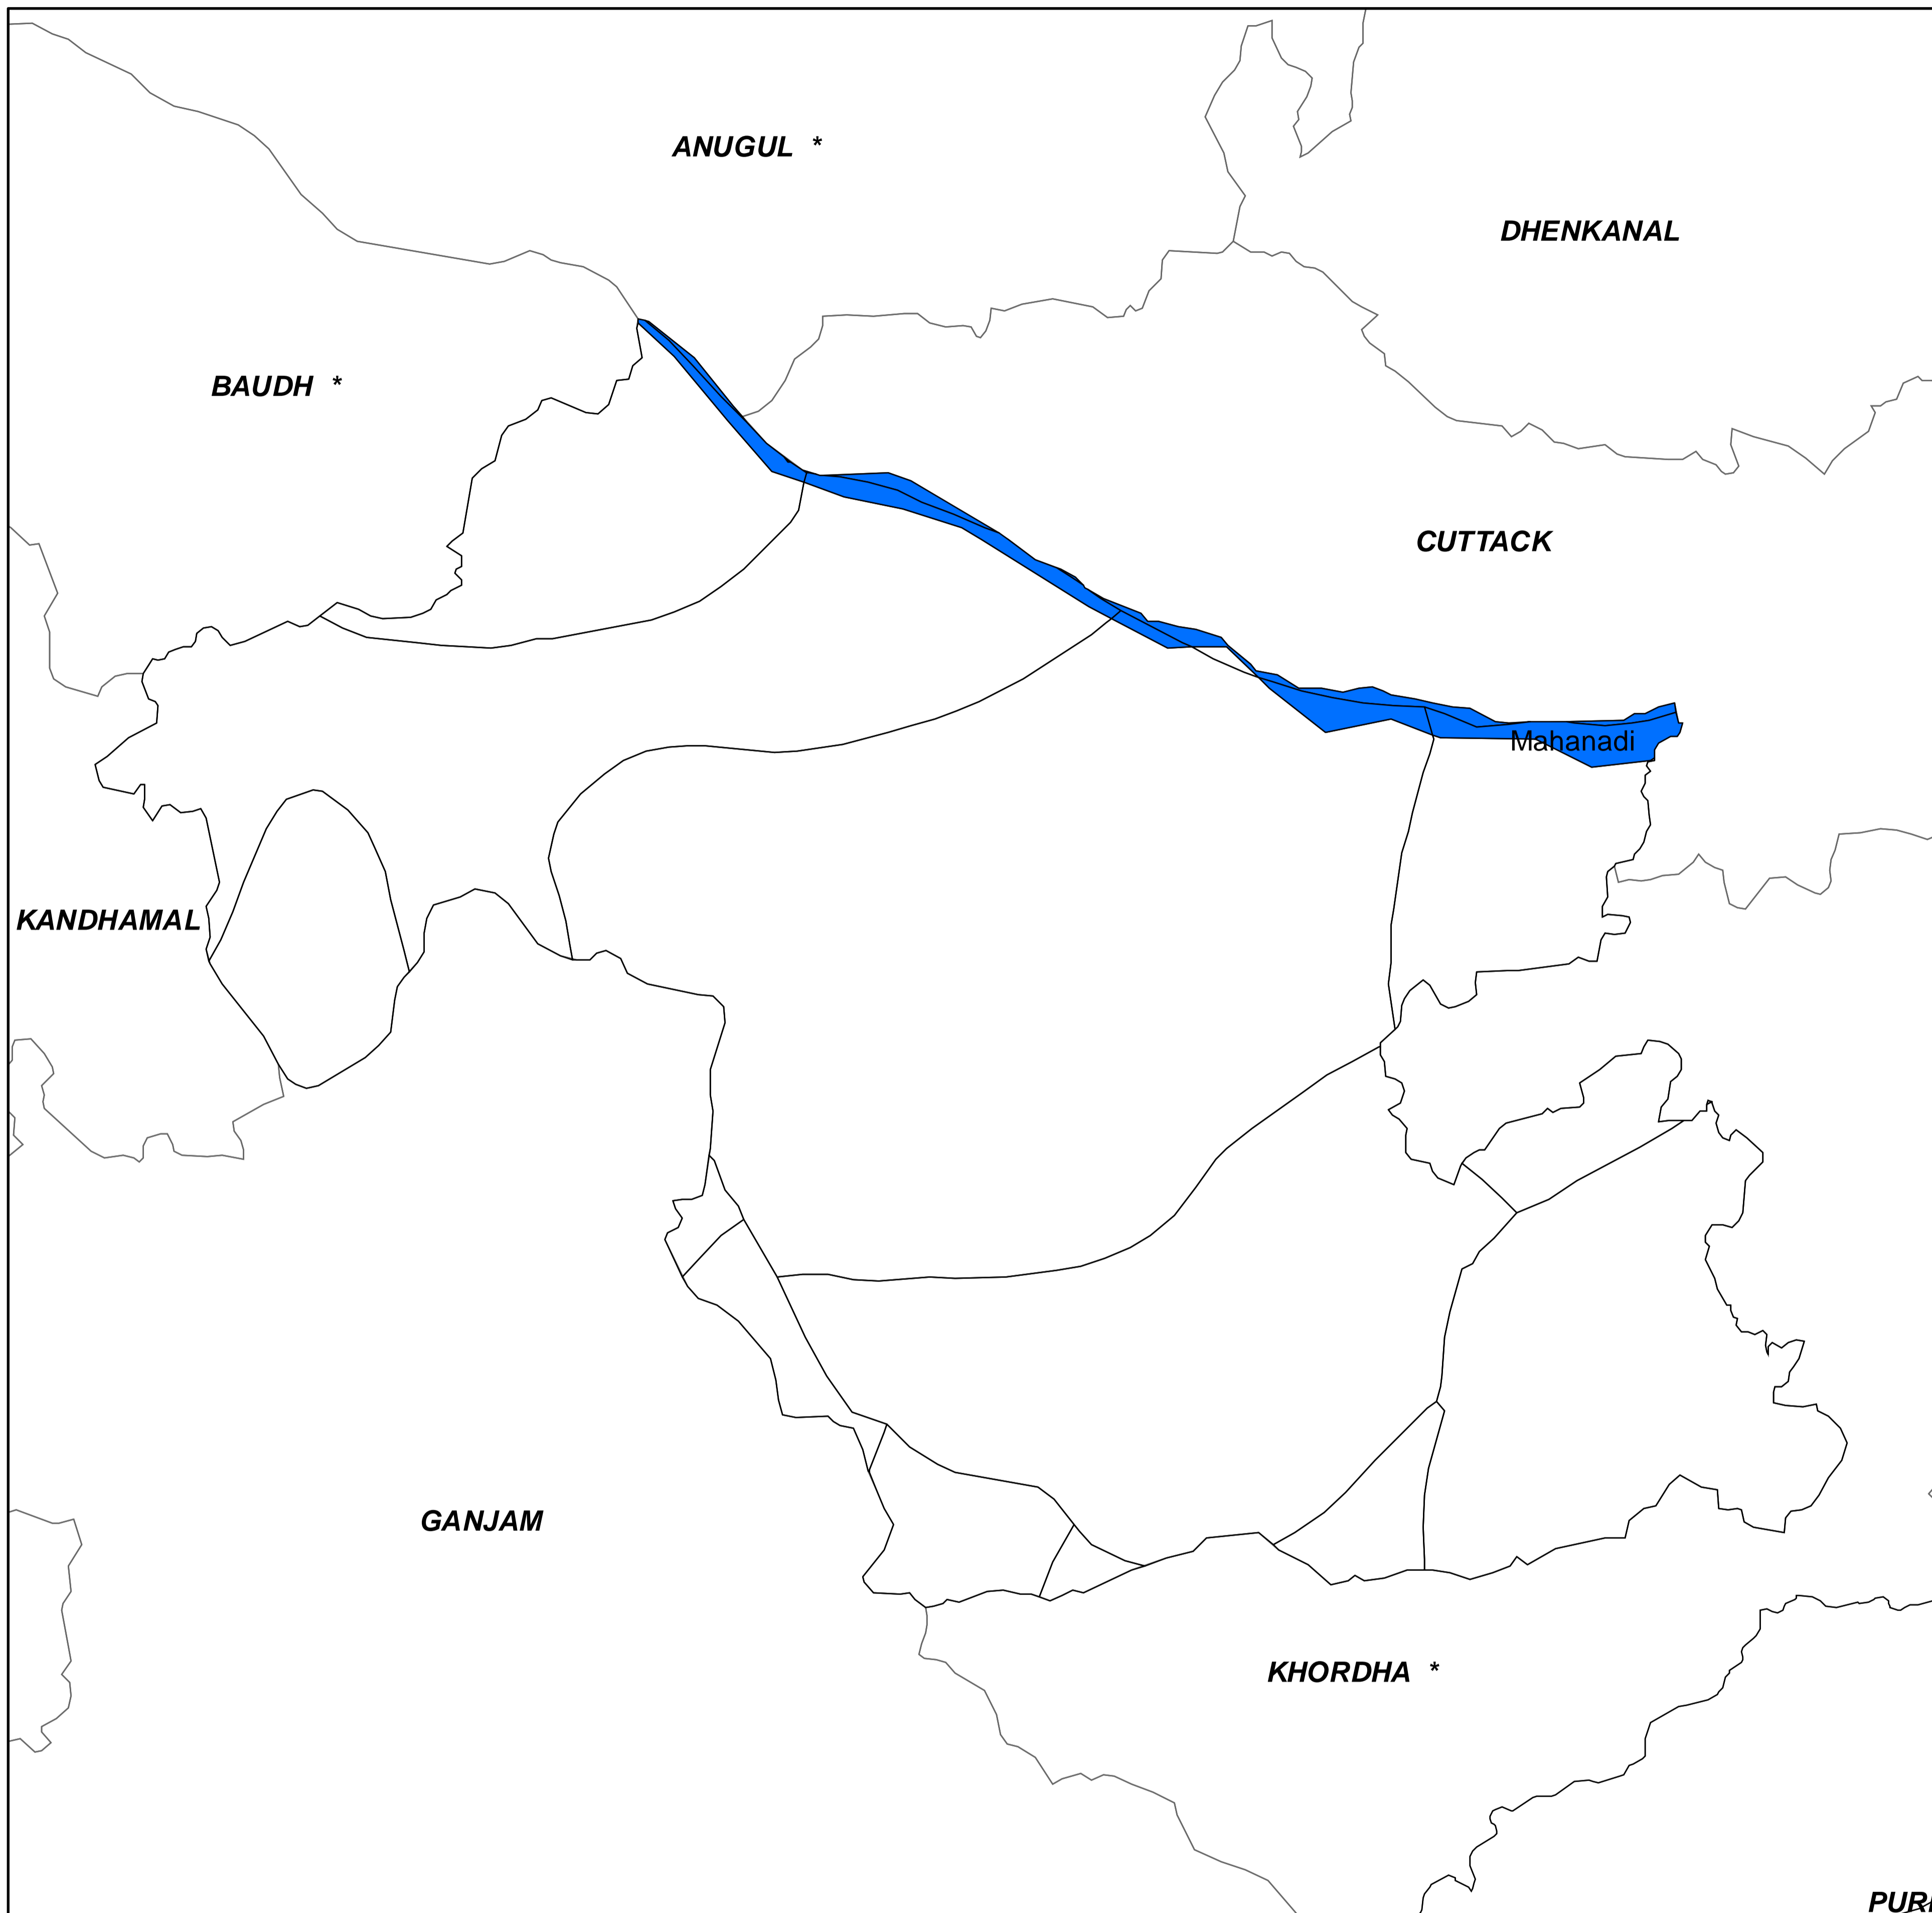 ANUGUL *
DHENKANAL
BAUDH *
CUTTACK
Mahanadi
KANDHAMAL
GANJAM
KHORDHA *